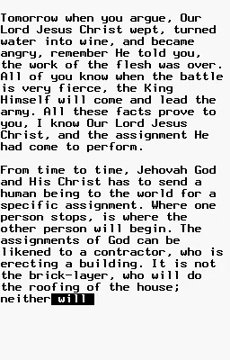 Tomorrow when you argue, Our
Lord Jesus Christ wept, turned
water into wine, and became
angry, remember He told you,
the work of the flesh was over.
All of you know when the battle
is very fierce, the King
Himself will come and lead the
army. All these facts prove to
you, I know Our Lord Jesus
Christ, and the assignment He
had come to perform.

From time to time, Jehovah God
and His Christ has to send a
human being to the world for a
specific assignment. Where one
person stops, is where the
other person will begin. The
assignments of God can be
likened to a contractor, who is
erecting a building. It is not
the brick-layer, who will do
the roofing of the house;
neither will